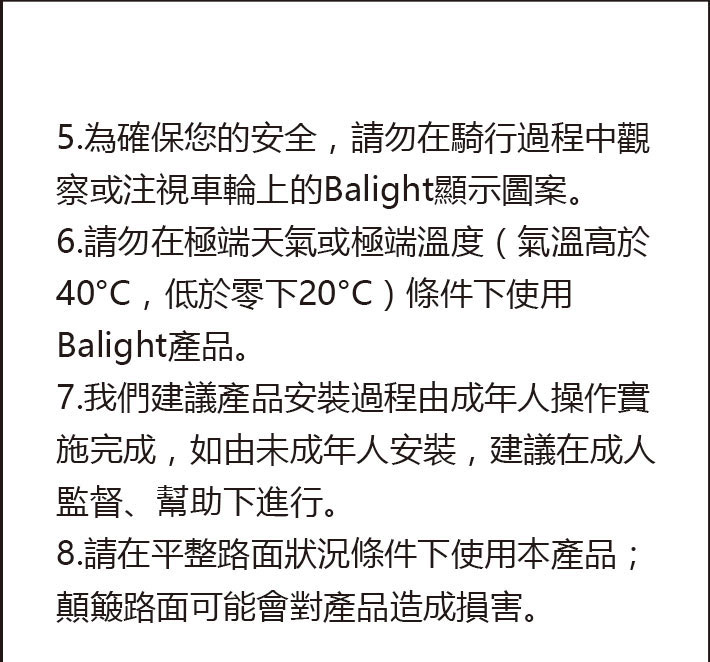 5.為確保您的安全，請勿在騎行過程中觀
察或注視車輪上的Balight顯示圖案。
6.請勿在極端天氣或極端溫度（氣溫高於
40°C，低於零下20°C）條件下使用
Balight產品。
7.我們建議產品安裝過程由成年人操作實
施完成，如由未成年人安裝，建議在成人
監督、幫助下進行。
8.請在平整路面狀況條件下使用本產品；
顛簸路面可能會對產品造成損害。